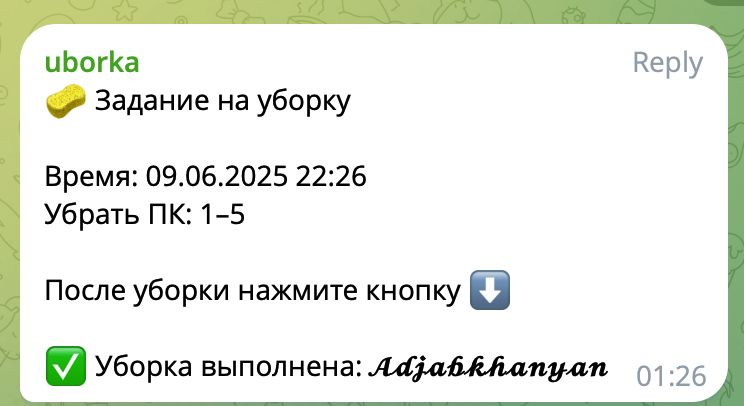 uborka
Reply
🧽 Задание на уборку
Время: 09.06.2025 22:26
Убрать ПК: 1–5
После уборки нажмите кнопку ⬇️
✅ Уборка выполнена: 𝓐𝓭𝓳𝓪𝓫𝓴𝓱𝓪𝓷𝔂𝓪𝓷
01:26